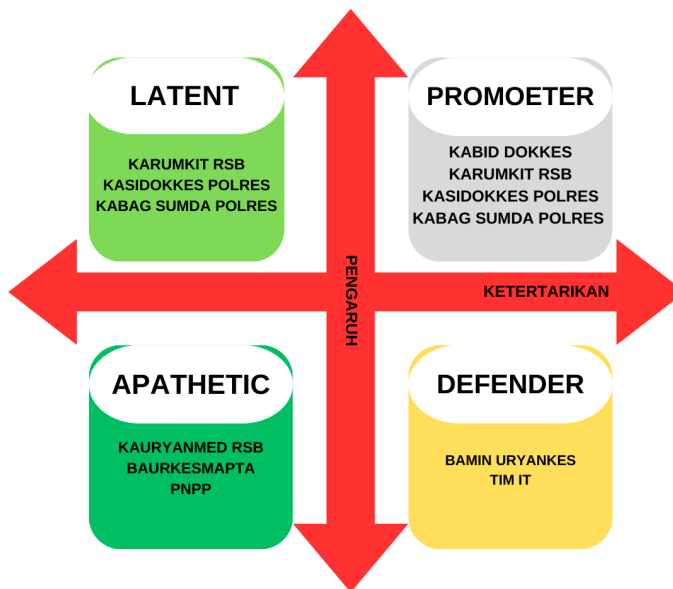 LATENT
KARUMKIT RSB
KASIDOKKES POLRES
KABAG SUMDA POLRES
PROMOETER
KABID DOKKES
KARUMKIT RSB
KASIDOKKES POLRES
KABAG SUMDA POLRES
PENGARUH
KETERTARIKAN
APATHETIC
KAURYANMED RSB
BAURKESMAPTA
PNPP
DEFENDER
BAMIN URYANKES
TIM IT